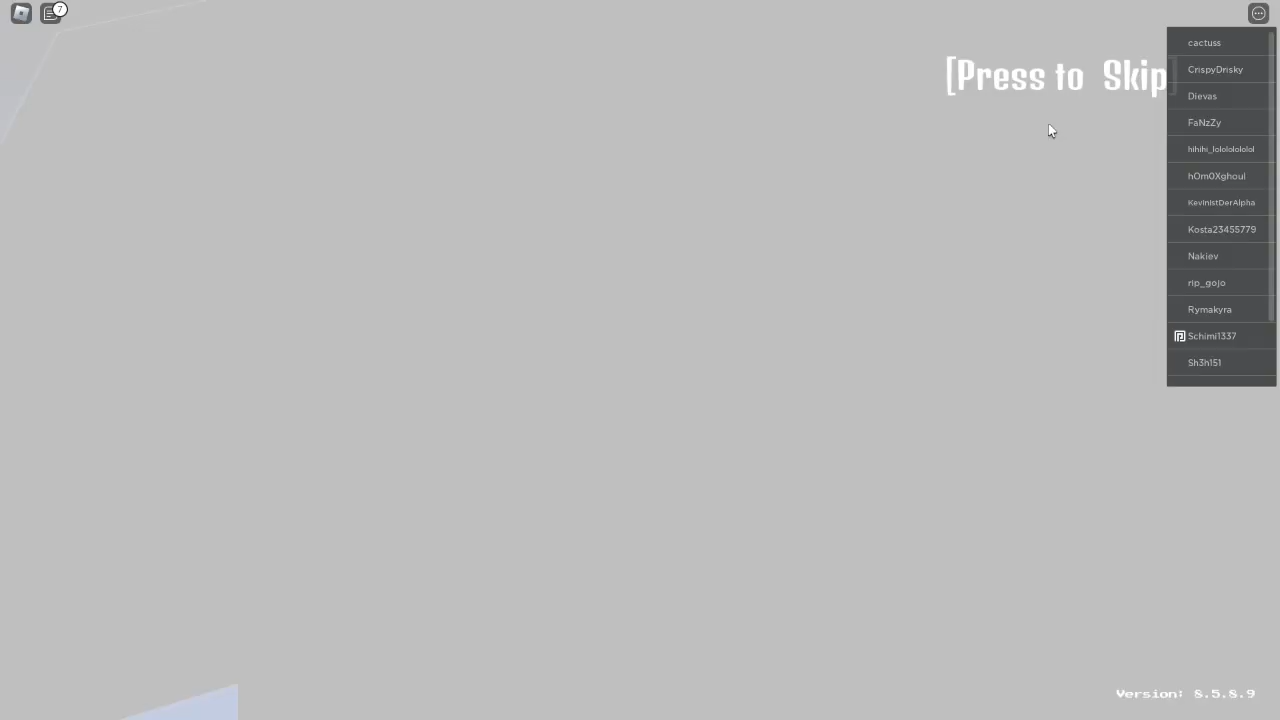 7
[Press to Skip]
cactuss
CrispyDrisky
Dievas
FaNzZy
hihihi_lolololololol
hOm0Xghoul
KevinistDerAlpha
Kosta23455779
Nakiev
rip_gojo
Rymakyra
Schimi1337
Sh3h151
Version: 8.5.8.9